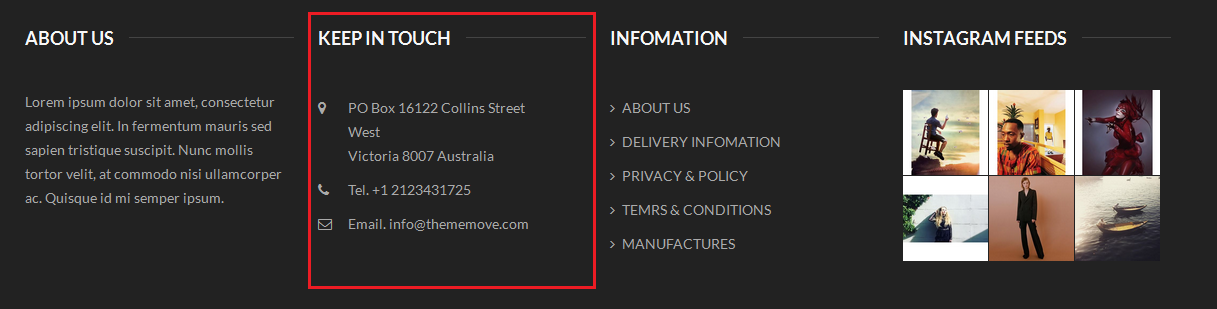 ABOUT US
Lorem ipsum dolor sit amet, consectetur
adipiscing elit. In fermentum mauris sed
sapien tristique suscipit. Nunc mollis
tortor velit, at commodo nisi ullamcorper
ac. Quisque id mi semper ipsum.
KEEP IN TOUCH
PO Box 16122 Collins Street
West
Victoria 8007 Australia
Tel. +1 2123431725
Email. info@thememove.com
INFOMATION
ABOUT US
DELIVERY INFOMATION
PRIVACY & POLICY
TEMRS & CONDITIONS
MANUFACTURES
INSTAGRAM FEEDS